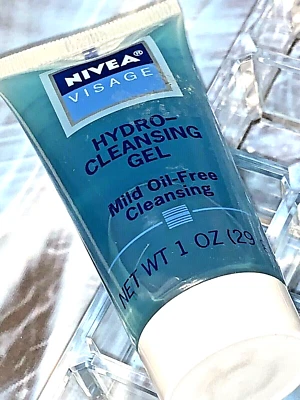 NIVEA®
VISAGE
HYDRO-
CLEANSING
GEL
Mild Oil-Free
Cleansing
NET WT 1 OZ (29